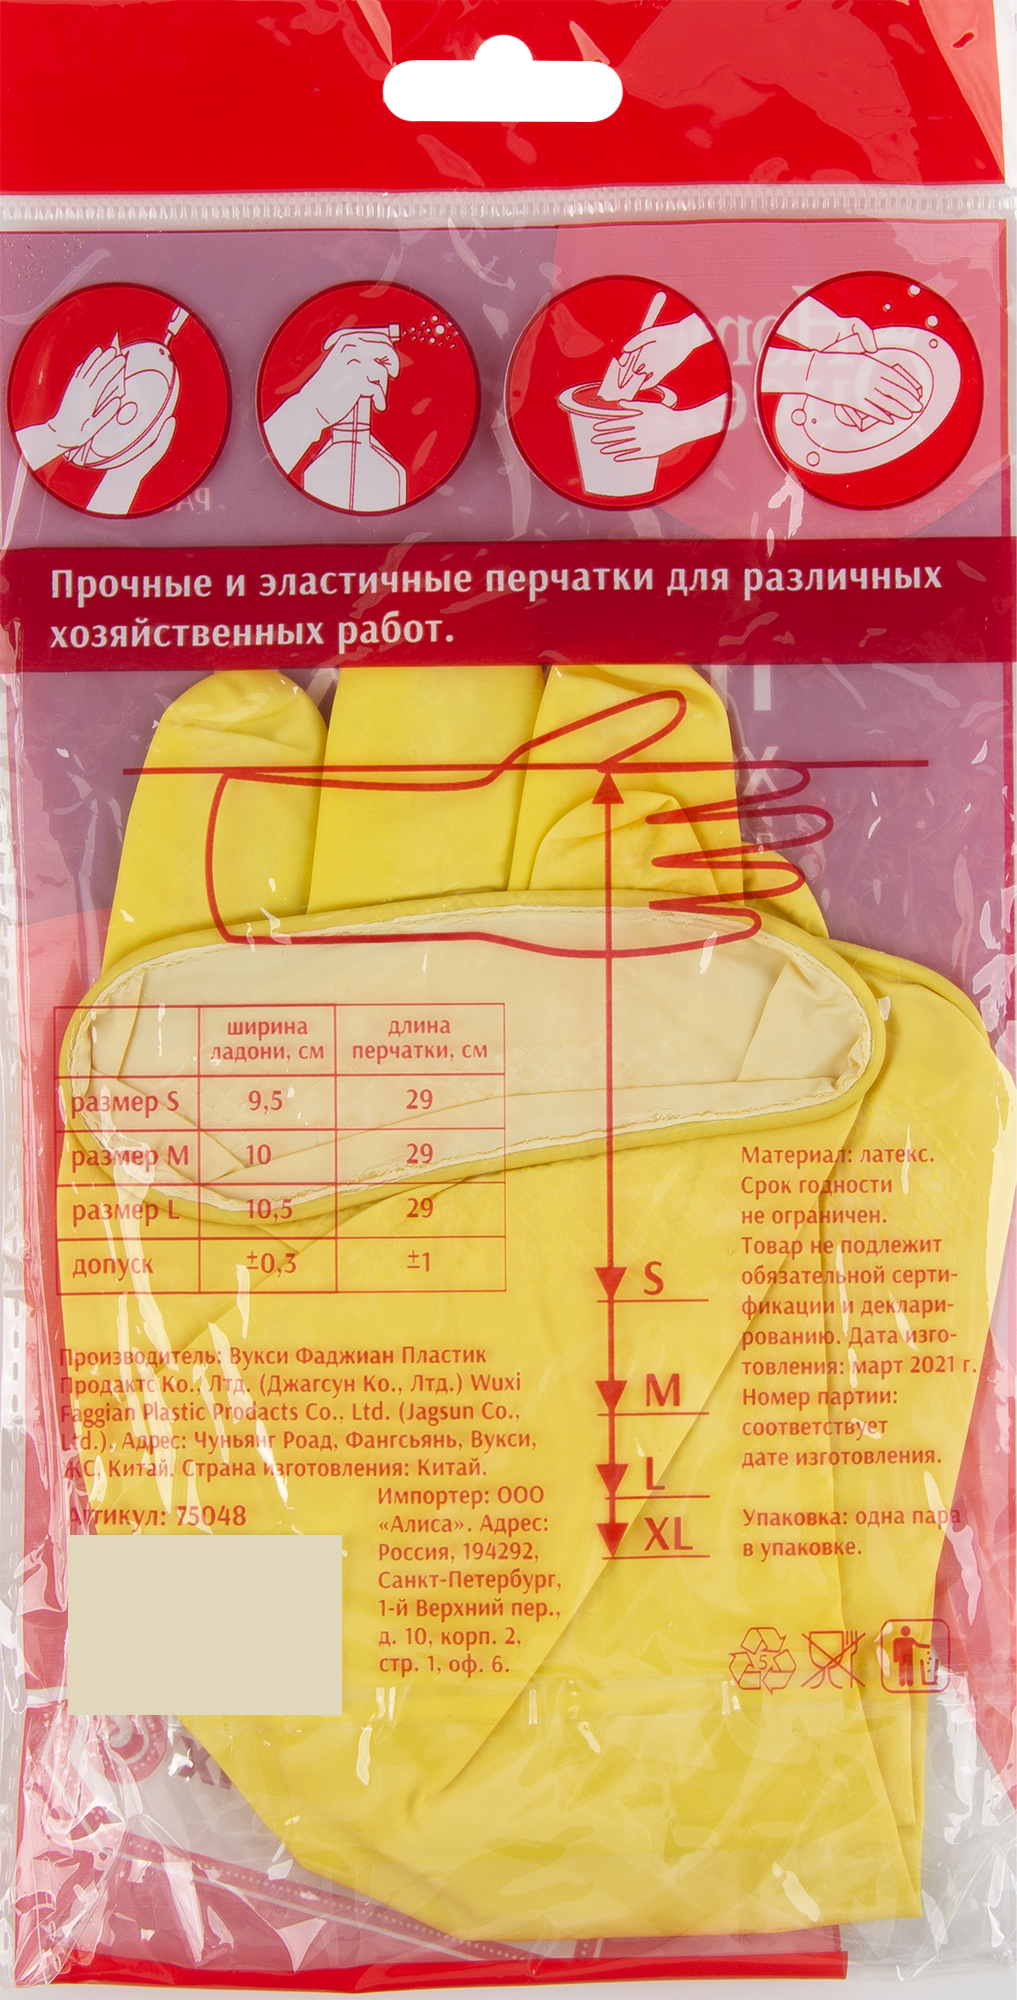 Прочные и эластичные перчатки для различных
хозяйственных работ.
ширина ладони, см
длина перчатки, см
размер S 9,5 29
размер M 10 29
размер L 10,5 29
допуск ±0,3 ±1
S
M
L
XL
Материал: латекс.
Срок годности
не ограничен.
Товар не подлежит
обязательной серти-
фикации и деклари-
рованию. Дата изго-
товления: март 2021 г.
Номер партии:
соответствует
дате изготовления.
Упаковка: одна пара
в упаковке.
Производитель: Вукси Фаджиан Пластик
Продактс Ко., Лтд. (Джагсун Ко., Лтд.) Wuxi
Faggian Plastic Prodacts Co., Ltd. (Jagsun Co.,
Ltd.). Адрес: Чуньянг Роад, Фангсьянь, Вукси,
ЖС, Китай. Страна изготовления: Китай.
Артикул: 75048
Импортер: ООО
«Алиса». Адрес:
Россия, 194292,
Санкт-Петербург,
1-й Верхний пер.,
д. 10, корп. 2,
стр. 1, оф. 6.
5